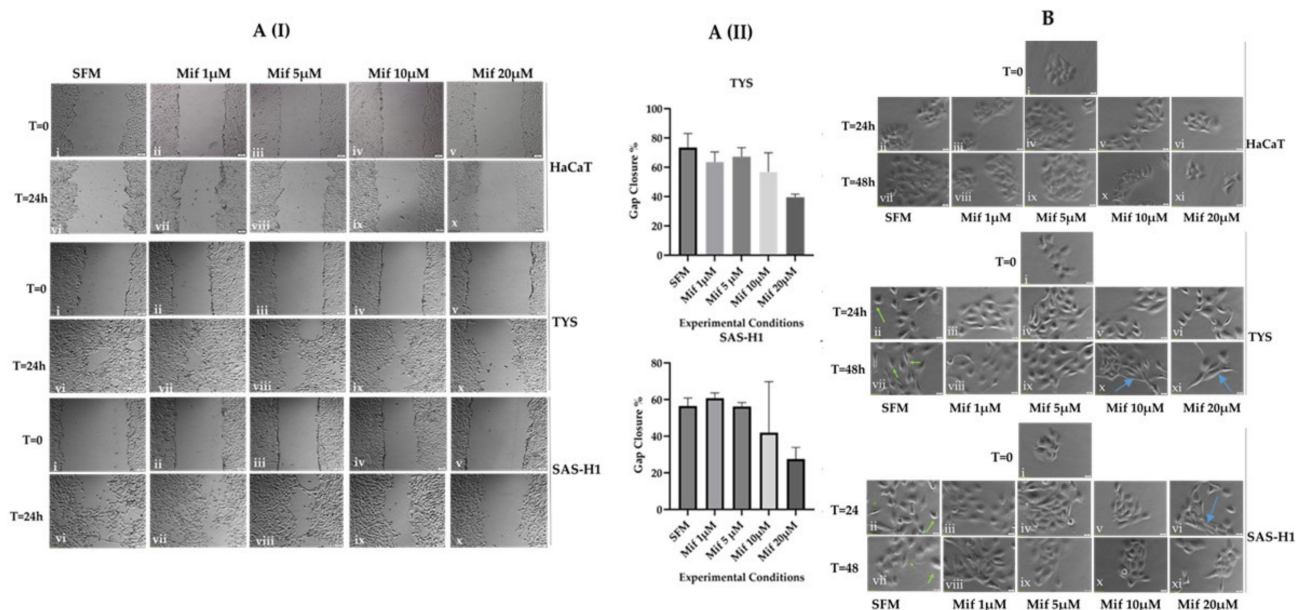 A (I)
SFM Mif 1μM Mif 5μM Mif 10μM Mif 20μM
T=0
i ii iii iv v
HaCaT
T=24h
vi vii viii ix x
T=0
i ii iii iv v
TYS
T=24h
vi vii viii ix x
T=0
i ii iii iv v
SAS-H1
T=24h
vi vii viii ix x
A (II)
TYS
Gap Closure %
100
80
60
40
20
0
SFM
Mif 1μM
Mif 5 μM
Mif 10μM
Mif 20μM
Experimental Conditions
SAS-H1
Gap Closure %
80
60
40
20
0
SFM
Mif 1μM
Mif 5 μM
Mif 10μM
Mif 20μM
Experimental Conditions
B
T=0
i
T=24h
ii iii iv v vi
HaCaT
T=48h
vii viii ix x xi
SFM Mif 1μM Mif 5μM Mif 10μM Mif 20μM
T=0
i
T=24h
ii iii iv v vi
TYS
T=48h
vii viii ix x xi
SFM Mif 1μM Mif 5μM Mif 10μM Mif 20μM
T=0
i
T=24
ii iii iv v vi
SAS-H1
T=48
vii viii ix x xi
SFM Mif 1μM Mif 5μM Mif 10μM Mif 20μM